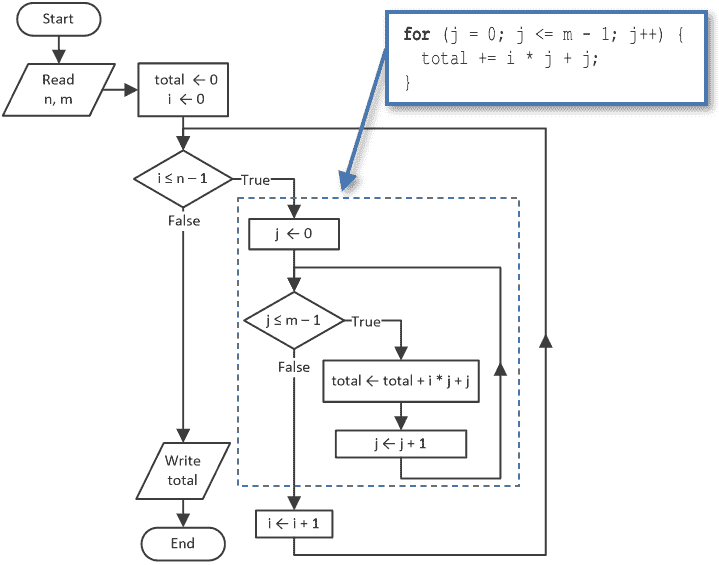 Start
for (j = 0; j <= m - 1; j++) {
total += i * j + j;
}
Read
n, m
total ← 0
i ← 0
i ≤ n – 1
True
False
j ← 0
j ≤ m – 1
True
False
total ← total + i * j + j
j ← j + 1
Write
total
i ← i + 1
End